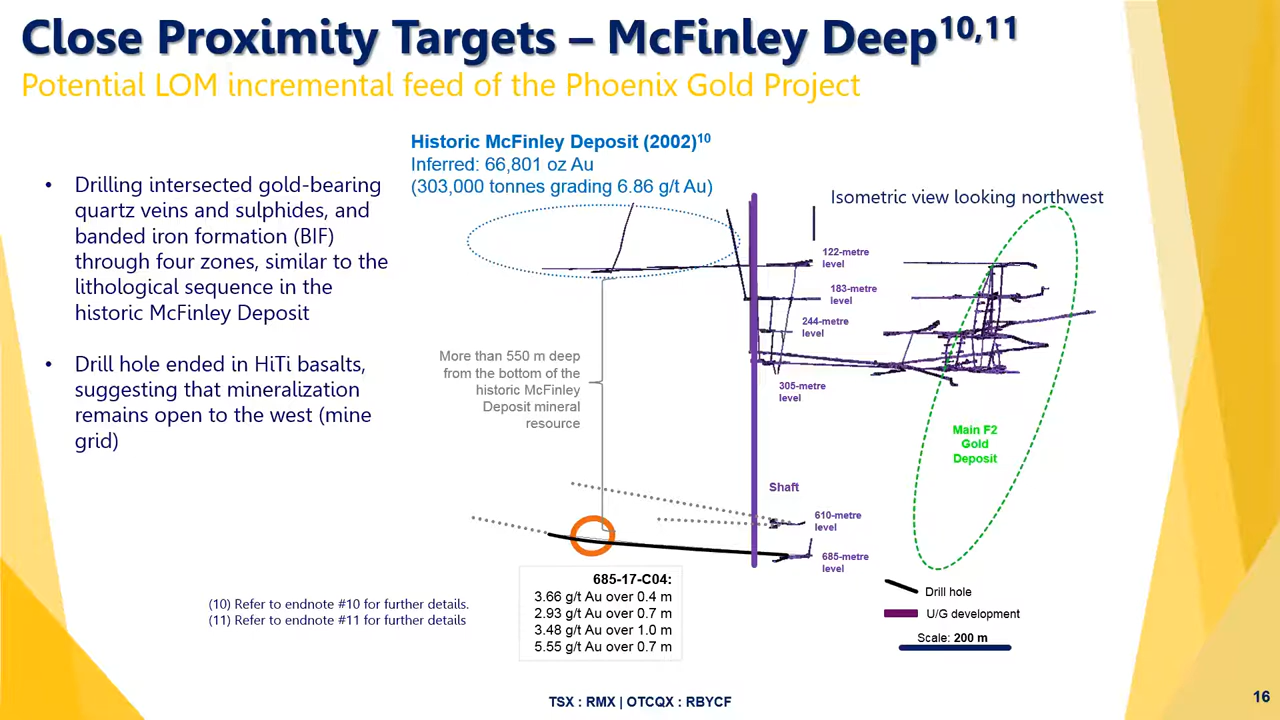 Close Proximity Targets – McFinley Deep10,11
Potential LOM incremental feed of the Phoenix Gold Project
• Drilling intersected gold-bearing
quartz veins and sulphides, and
banded iron formation (BIF)
through four zones, similar to the
lithological sequence in the
historic McFinley Deposit
• Drill hole ended in HiTi basalts,
suggesting that mineralization
remains open to the west (mine
grid)
Historic McFinley Deposit (2002)10
Inferred: 66,801 oz Au
(303,000 tonnes grading 6.86 g/t Au)
Isometric view looking northwest
122-metre
level
183-metre
level
244-metre
level
305-metre
level
More than 550 m deep
from the bottom of the
historic McFinley
Deposit mineral
resource
Main F2
Gold
Deposit
Shaft
610-metre
level
685-metre
level
685-17-C04:
3.66 g/t Au over 0.4 m
2.93 g/t Au over 0.7 m
3.48 g/t Au over 1.0 m
5.55 g/t Au over 0.7 m
Drill hole
U/G development
Scale: 200 m
(10) Refer to endnote #10 for further details.
(11) Refer to endnote #11 for further details
TSX : RMX | OTCQX : RBYCF
16